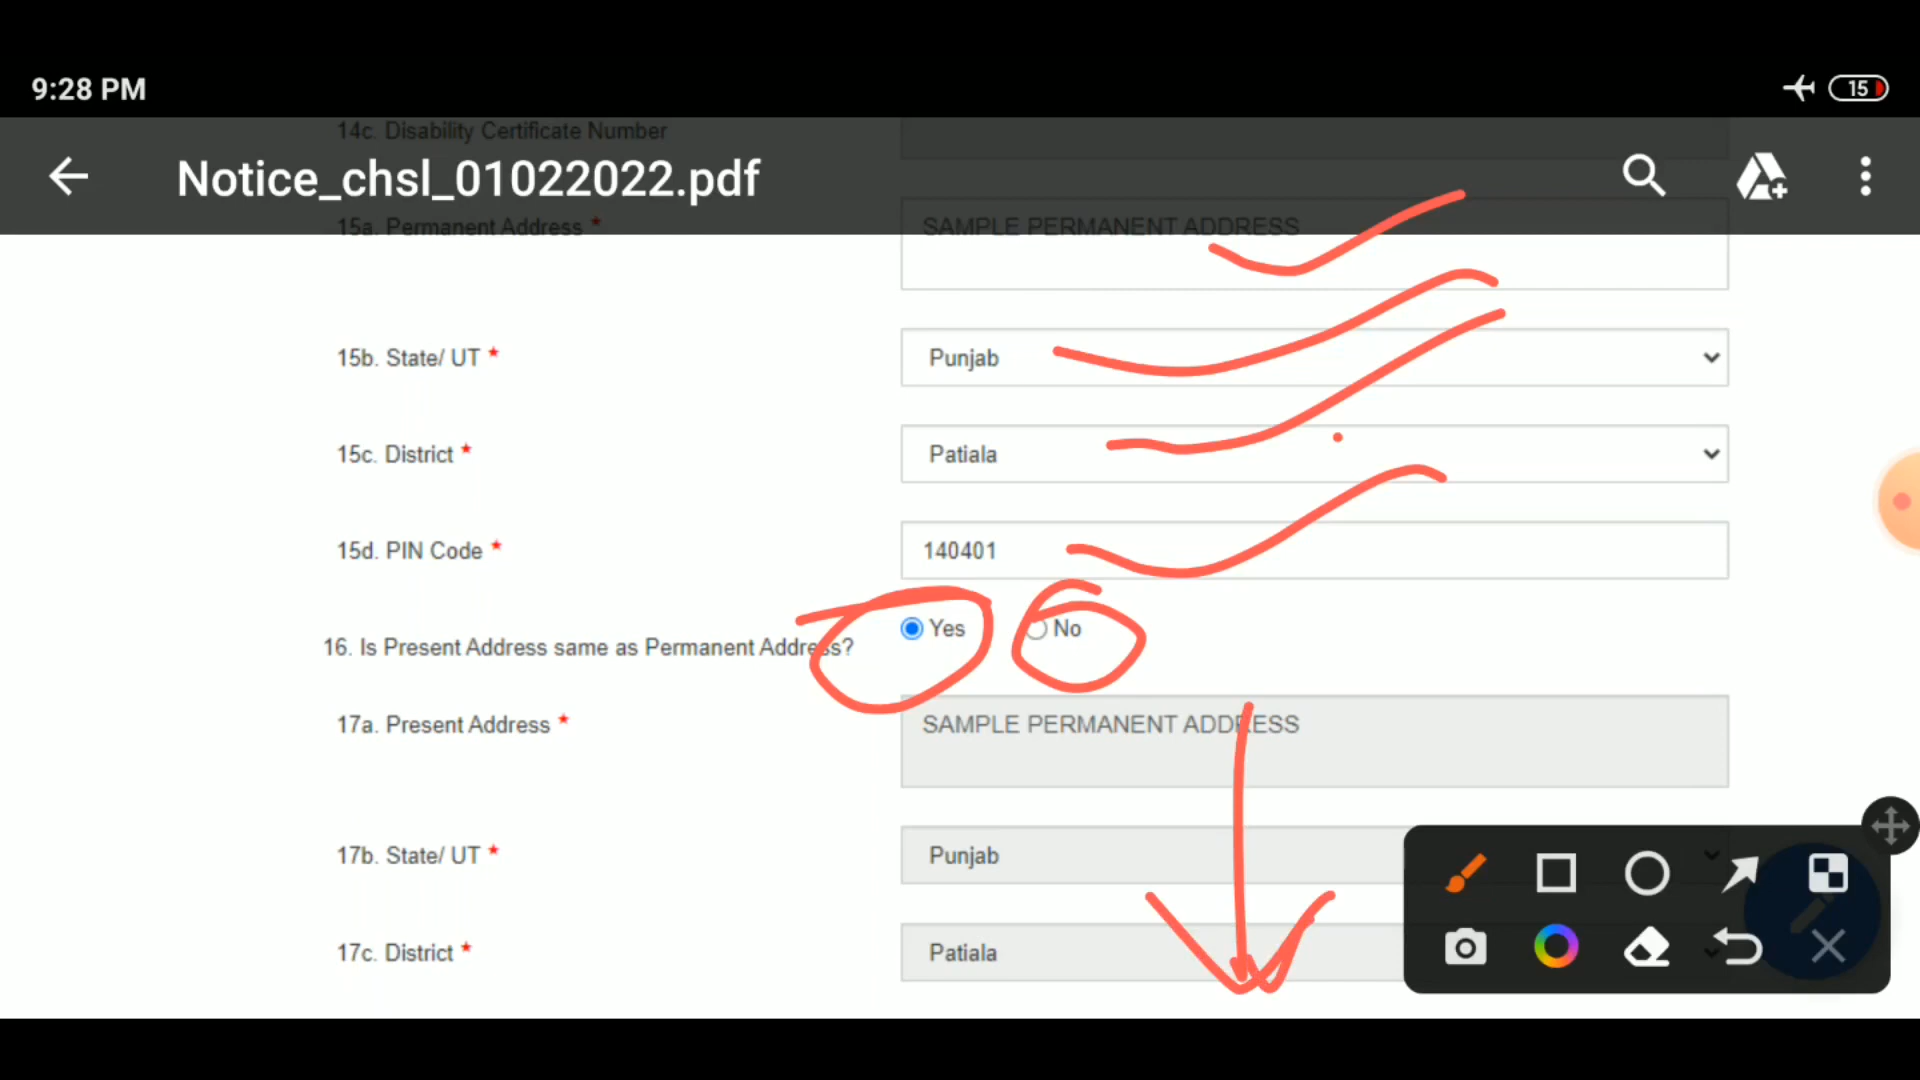 9:28 PM
15
14c. Disability Certificate Number
Notice_chsl_01022022.pdf
15a. Permanent Address *
SAMPLE PERMANENT ADDRESS
15b. State/ UT *
Punjab
15c. District *
Patiala
15d. PIN Code *
140401
16. Is Present Address same as Permanent Address?
Yes
No
17a. Present Address *
SAMPLE PERMANENT ADDRESS
17b. State/ UT *
Punjab
17c. District *
Patiala